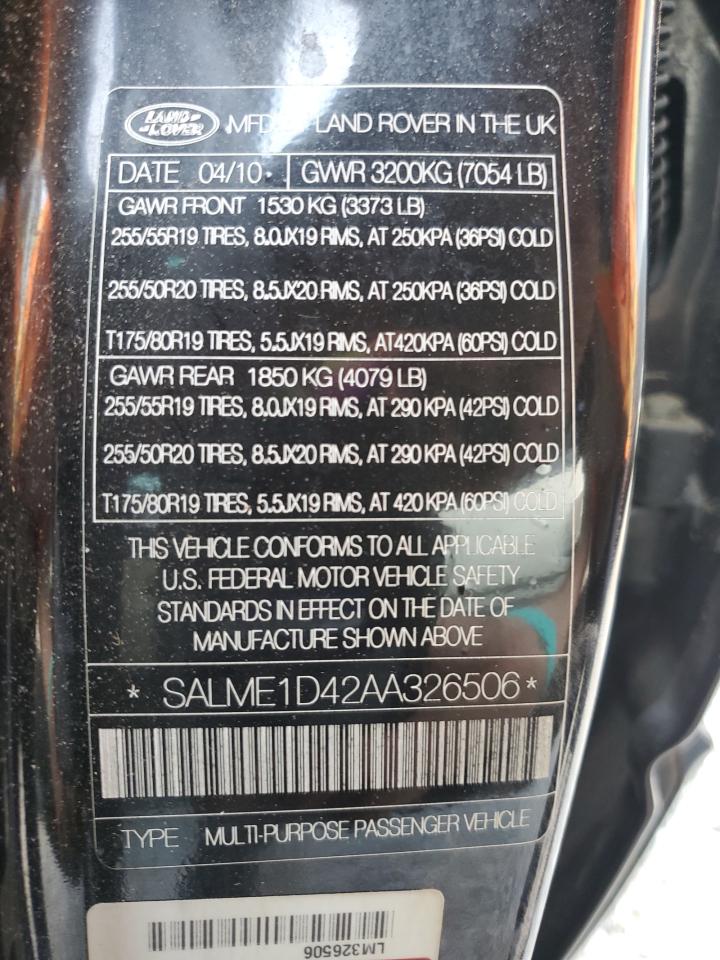 LAND-ROVER MFD LAND ROVER IN THE UK
DATE 04/10 GWWR 3200KG (7054 LB)
GAWR FRONT 1530 KG (3373 LB)
255/55R19 TIRES, 8.0JX19 RIMS, AT 250KPA (36PSI) COLD
255/50R20 TIRES, 8.5JX20 RIMS, AT 250KPA (36PSI) COLD
T175/80R19 TIRES, 5.5JX19 RIMS, AT420KPA (60PSI) COLD
GAWR REAR 1850 KG (4079 LB)
255/55R19 TIRES, 8.0JX19 RIMS, AT 290 KPA (42PSI) COLD
255/50R20 TIRES, 8.5JX20 RIMS, AT 290 KPA (42PSI) COLD
T175/80R19 TIRES, 5.5JX19 RIMS, AT 420 KPA (60PSI) COLD
THIS VEHICLE CONFORMS TO ALL APPLICABLE
U.S. FEDERAL MOTOR VEHICLE SAFETY
STANDARDS IN EFFECT ON THE DATE OF
MANUFACTURE SHOWN ABOVE
* SALME1D42AA326506 *
TYPE MULTI-PURPOSE PASSENGER VEHICLE
LM326506